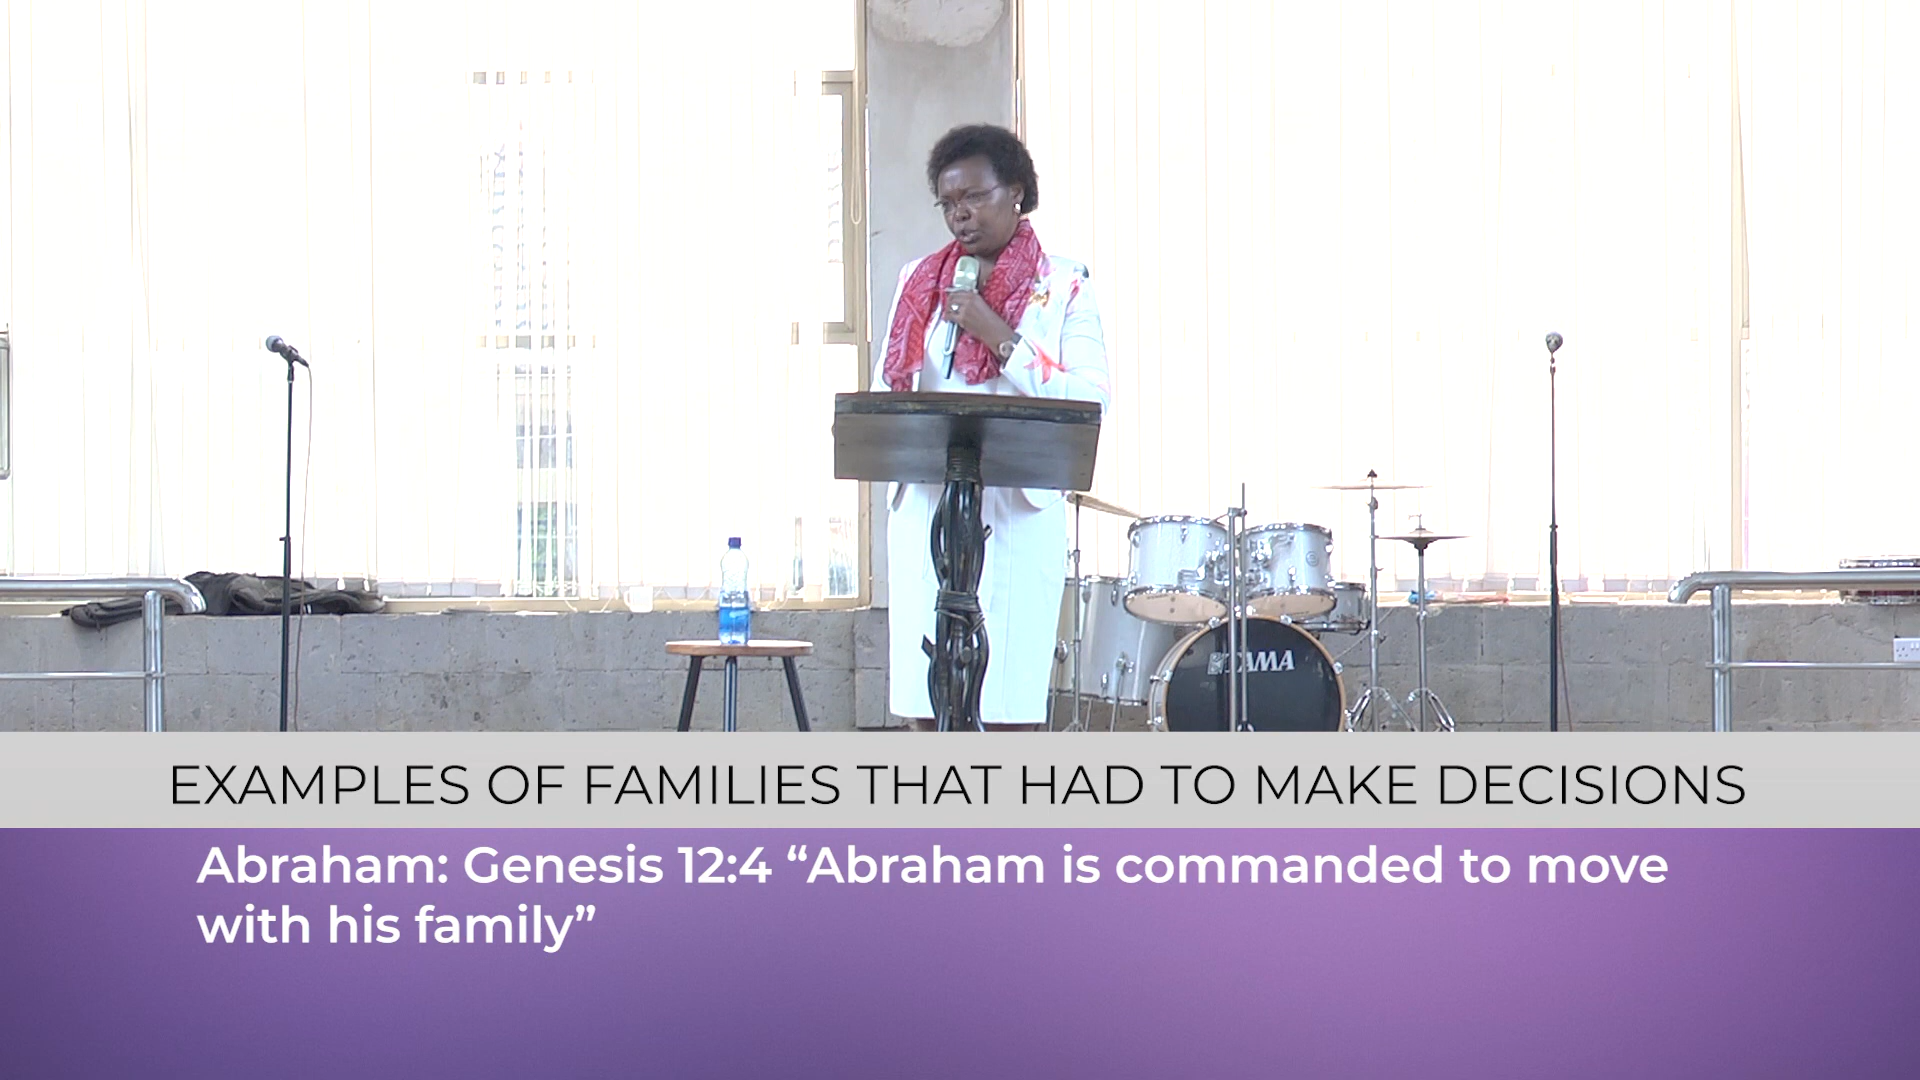 TAMA
EXAMPLES OF FAMILIES THAT HAD TO MAKE DECISIONS
Abraham: Genesis 12:4 “Abraham is commanded to move
with his family”